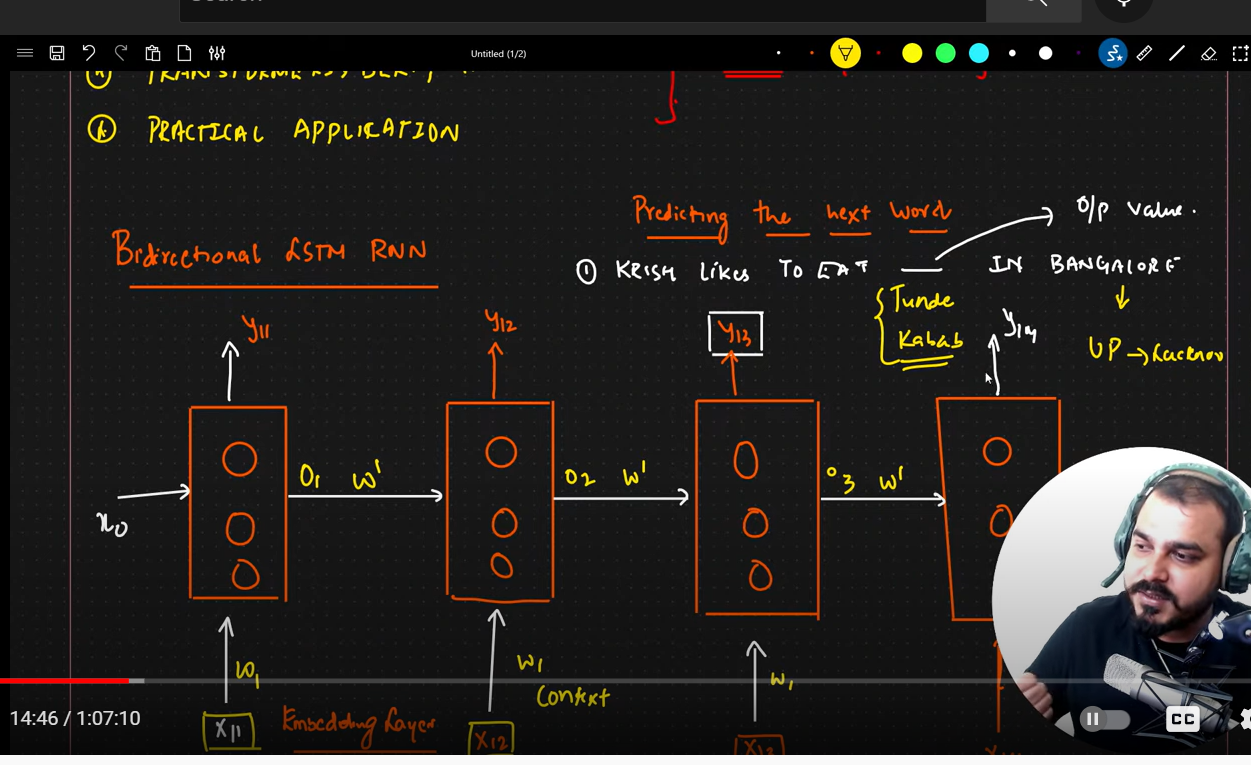 Untitled (1/2)
Ⓚ PRACTICAL APPLICATION
Predicting the next word
O/P value.
Bidirectional LSTM RNN
① KRISH Likes To EAT — IN BANGALORE
Tunde
Kabab
UP →
y11
y12
y13
y14
O1 W'
O2 W'
O3 W'
x0
W1
W1
Context
W1
X11
Embedding Layer
X12
X13
14:46 / 1:07:10
CC